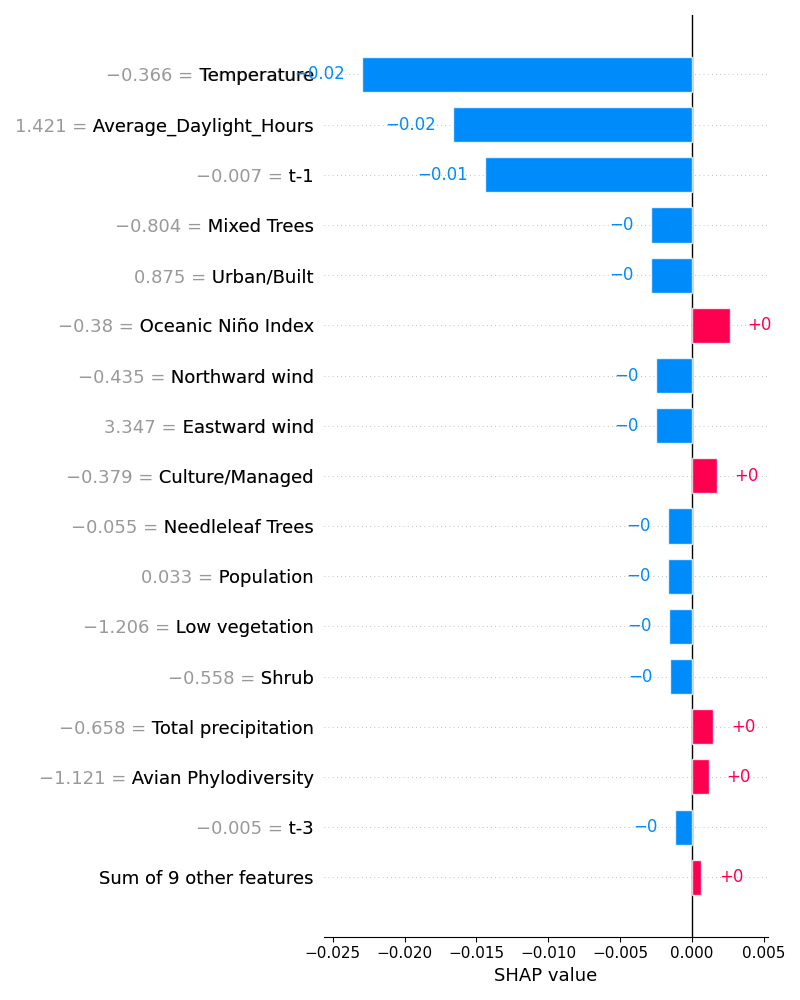 −0.366 = Temperature −0.02
1.421 = Average_Daylight_Hours −0.02
−0.007 = t-1 −0.01
−0.804 = Mixed Trees −0
0.875 = Urban/Built −0
−0.38 = Oceanic Niño Index +0
−0.435 = Northward wind −0
3.347 = Eastward wind −0
−0.379 = Culture/Managed +0
−0.055 = Needleleaf Trees −0
0.033 = Population −0
−1.206 = Low vegetation −0
−0.558 = Shrub −0
−0.658 = Total precipitation +0
−1.121 = Avian Phylodiversity +0
−0.005 = t-3 −0
Sum of 9 other features +0
−0.025 −0.020 −0.015 −0.010 −0.005 0.000 0.005
SHAP value